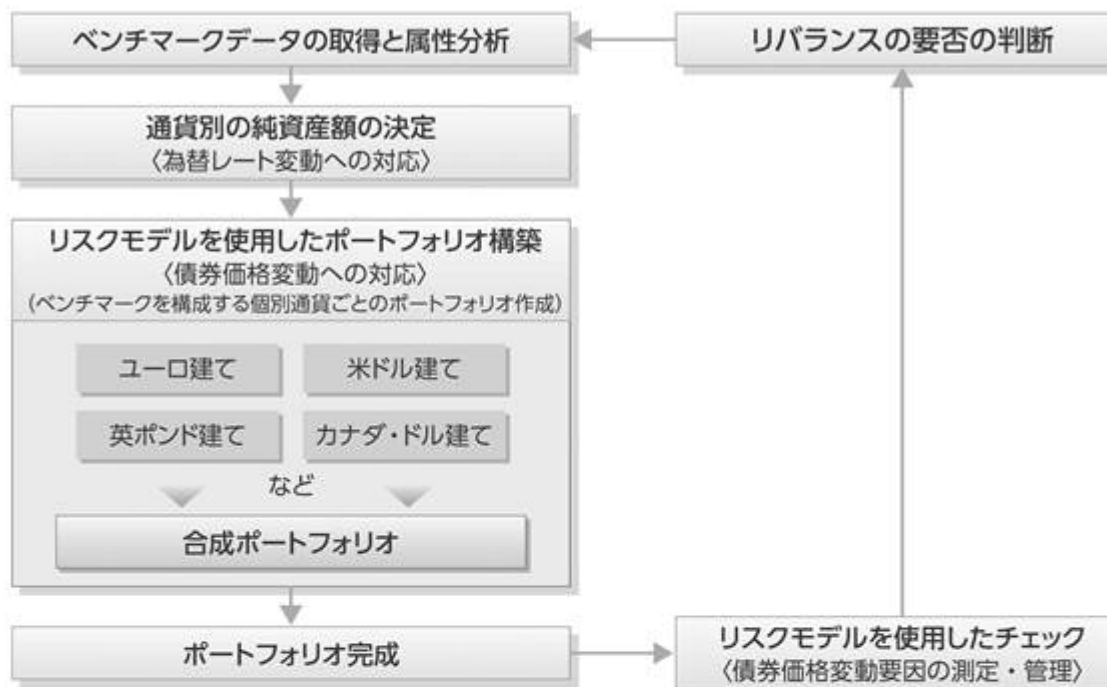 ベンチマークデータの取得と属性分析
通貨別の純資産額の決定
〈為替レート変動への対応〉
リスクモデルを使用したポートフォリオ構築
〈債券価格変動への対応〉
(ベンチマークを構成する個別通貨ごとのポートフォリオ作成)
ユーロ建て
米ドル建て
英ポンド建て
カナダ・ドル建て
など
合成ポートフォリオ
ポートフォリオ完成
リスクモデルを使用したチェック
〈債券価格変動要因の測定・管理〉
リバランスの要否の判断